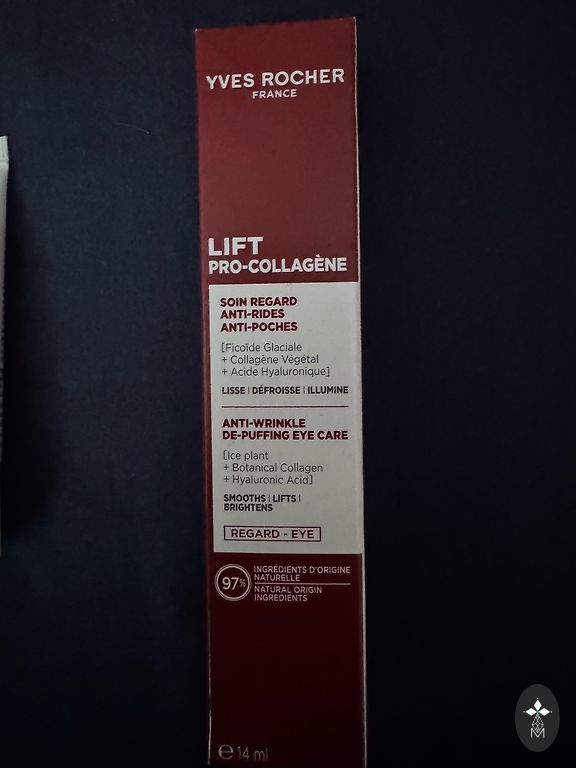 YVES ROCHER
FRANCE
LIFT
PRO-COLLAGÈNE
SOIN REGARD
ANTI-RIDES
ANTI-POCHES
[Ficoïde Glaciale
+ Collagène Végétal
+ Acide Hyaluronique]
LISSE | DÉFROISSE | ILLUMINE
ANTI-WRINKLE
DE-PUFFING EYE CARE
[Ice plant
+ Botanical Collagen
+ Hyaluronic Acid]
SMOOTHS | LIFTS |
BRIGHTENS
REGARD - EYE
97%
INGRÉDIENTS D'ORIGINE
NATURELLE
NATURAL ORIGIN
INGREDIENTS
℮ 14 ml